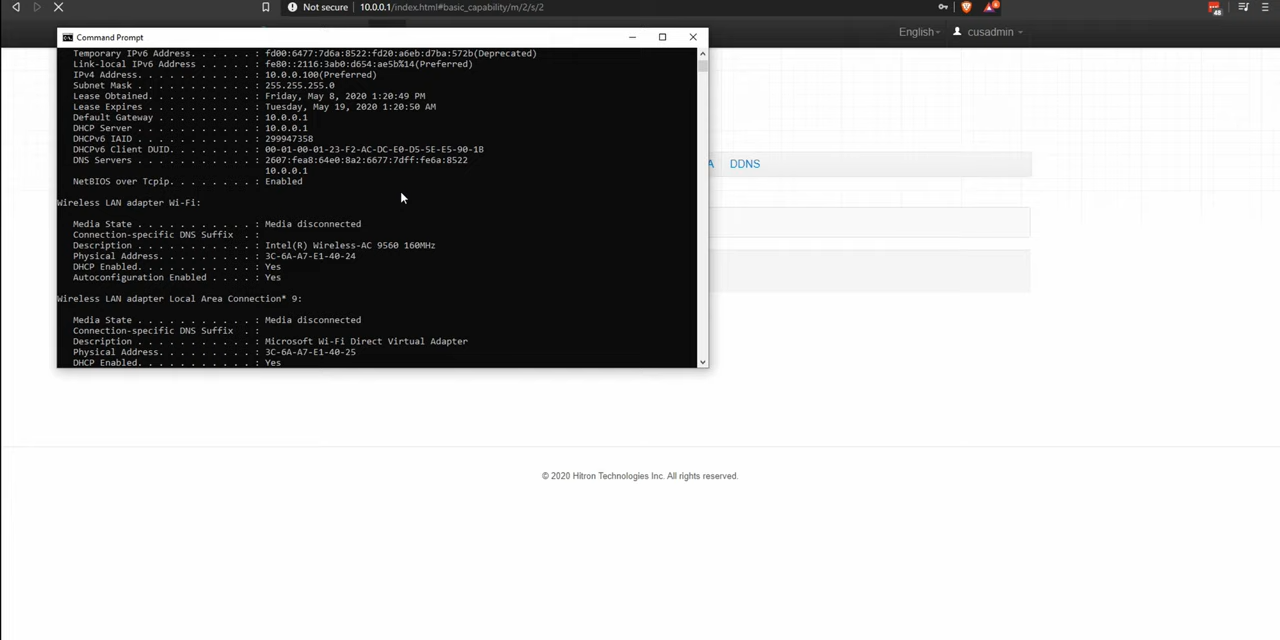 Not secure
10.0.0.1/index.html#basic_capability/m/2/s/2
48
English
cusadmin
Command Prompt
Temporary IPv6 Address. . . . . . : fd00:6477:7d6a:8522:fd20:a6eb:d7ba:572b(Deprecated)
Link-local IPv6 Address . . . . . : fe80::2116:3ab0:d654:ae5b%14(Preferred)
IPv4 Address. . . . . . . . . . . : 10.0.0.100(Preferred)
Subnet Mask . . . . . . . . . . . : 255.255.255.0
Lease Obtained. . . . . . . . . . : Friday, May 8, 2020 1:20:49 PM
Lease Expires . . . . . . . . . . : Tuesday, May 19, 2020 1:20:50 AM
Default Gateway . . . . . . . . . : 10.0.0.1
DHCP Server . . . . . . . . . . . : 10.0.0.1
DHCPv6 IAID . . . . . . . . . . . : 299947358
DHCPv6 Client DUID. . . . . . . . : 00-01-00-01-23-F2-AC-DC-E0-D5-5E-E5-90-1B
DNS Servers . . . . . . . . . . . : 2607:fea8:64e0:8a2:6677:7dff:fe6a:8522
10.0.0.1
NetBIOS over Tcpip. . . . . . . . : Enabled
Wireless LAN adapter Wi-Fi:
Media State . . . . . . . . . . . : Media disconnected
Connection-specific DNS Suffix  . :
Description . . . . . . . . . . . : Intel(R) Wireless-AC 9560 160MHz
Physical Address. . . . . . . . . : 3C-6A-A7-E1-40-24
DHCP Enabled. . . . . . . . . . . : Yes
Autoconfiguration Enabled . . . . : Yes
Wireless LAN adapter Local Area Connection* 9:
Media State . . . . . . . . . . . : Media disconnected
Connection-specific DNS Suffix  . :
Description . . . . . . . . . . . : Microsoft Wi-Fi Direct Virtual Adapter
Physical Address. . . . . . . . . : 3C-6A-A7-E1-40-25
DHCP Enabled. . . . . . . . . . . : Yes
DDNS
© 2020 Hitron Technologies Inc. All rights reserved.